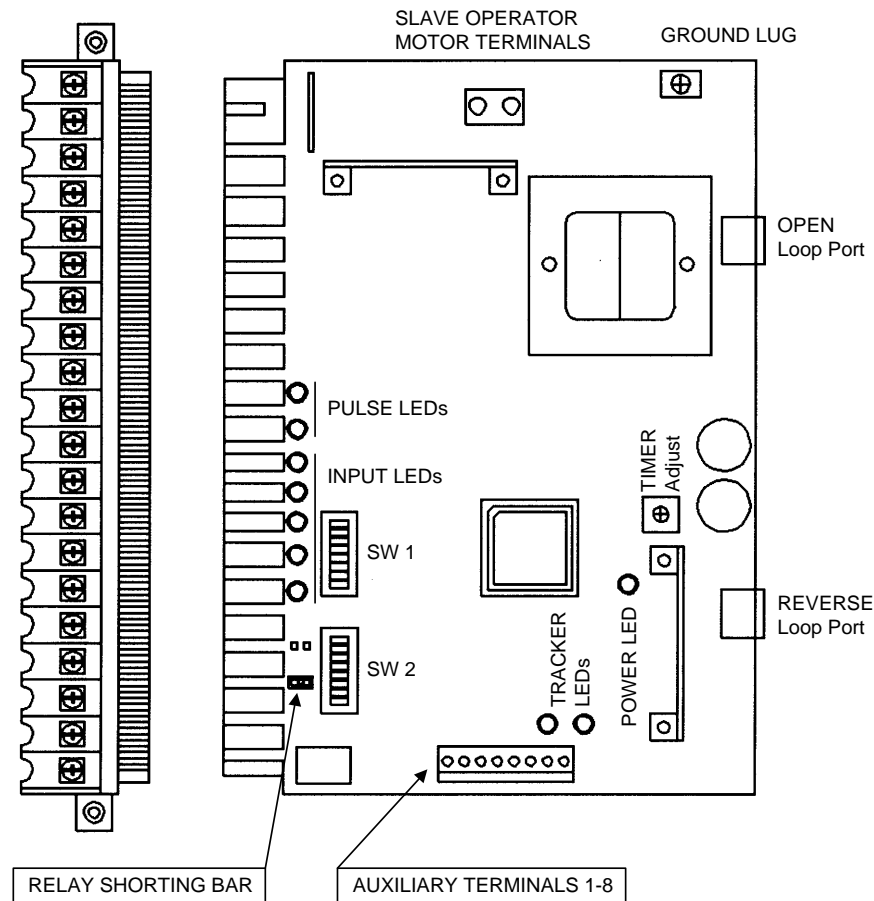 SLAVE OPERATOR
MOTOR TERMINALS
GROUND LUG
OPEN
Loop Port
PULSE LEDs
INPUT LEDs
TIMER
Adjust
SW 1
REVERSE
Loop Port
SW 2
TRACKER
LEDs
POWER LED
RELAY SHORTING BAR
AUXILIARY TERMINALS 1-8